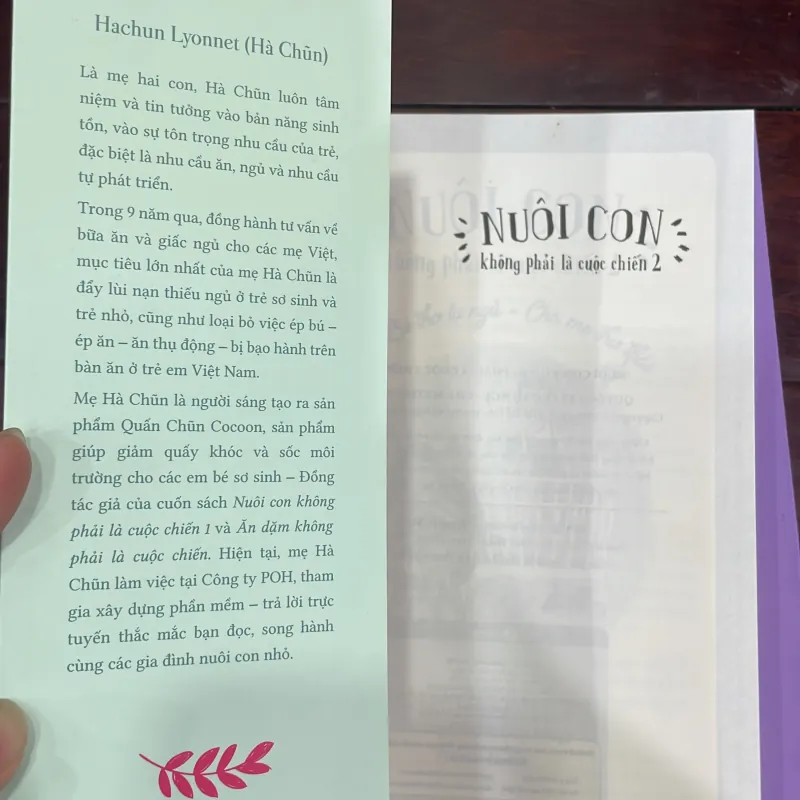 Hachun Lyonnet (Hà Chũn)
Là mẹ hai con, Hà Chũn luôn tâm
niệm và tin tưởng vào bản năng sinh
tồn, vào sự tôn trọng nhu cầu của trẻ,
đặc biệt là nhu cầu ăn, ngủ và nhu cầu
tự phát triển.
Trong 9 năm qua, đồng hành tư vấn về
bữa ăn và giấc ngủ cho các mẹ Việt,
mục tiêu lớn nhất của mẹ Hà Chũn là
đẩy lùi nạn thiếu ngủ ở trẻ sơ sinh và
trẻ nhỏ, cũng như loại bỏ việc ép bú –
ép ăn – ăn thụ động – bị bạo hành trên
bàn ăn ở trẻ em Việt Nam.
Mẹ Hà Chũn là người sáng tạo ra sản
phẩm Quấn Chũn Cocoon, sản phẩm
giúp giảm quấy khóc và sốc môi
trường cho các em bé sơ sinh – Đồng
tác giả của cuốn sách Nuôi con không
phải là cuộc chiến 1 và Ăn dặm không
phải là cuộc chiến. Hiện tại, mẹ Hà
Chũn làm việc tại Công ty POH, tham
gia xây dựng phần mềm – trả lời trực
tuyến thắc mắc bạn đọc, song hành
cùng các gia đình nuôi con nhỏ.
NUÔI CON
không phải là cuộc chiến 2